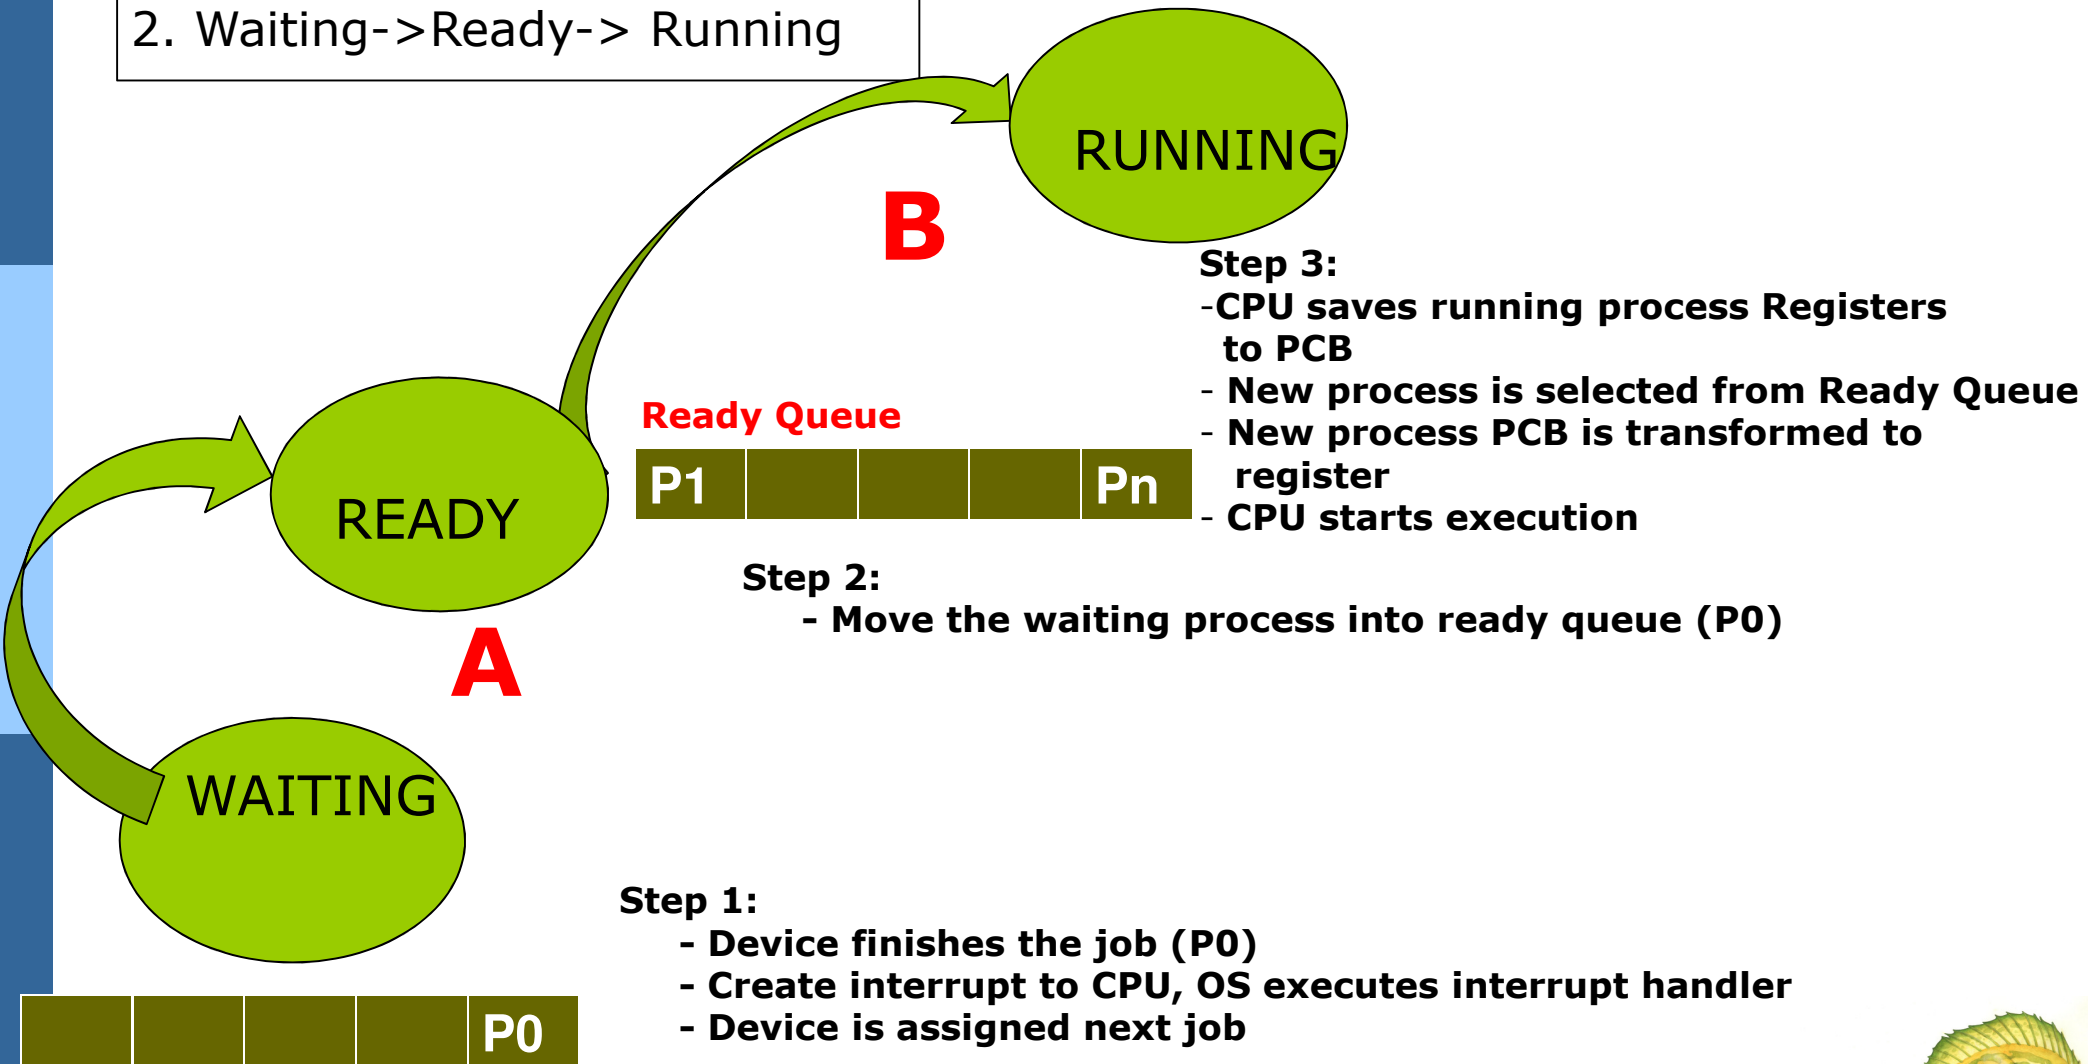 2. Waiting->Ready-> Running
RUNNING
B
Step 3:
-CPU saves running process Registers
to PCB
- New process is selected from Ready Queue
- New process PCB is transformed to
register
- CPU starts execution
Ready Queue
P1
Pn
READY
Step 2:
- Move the waiting process into ready queue (P0)
A
WAITING
Step 1:
- Device finishes the job (P0)
- Create interrupt to CPU, OS executes interrupt handler
- Device is assigned next job
P0